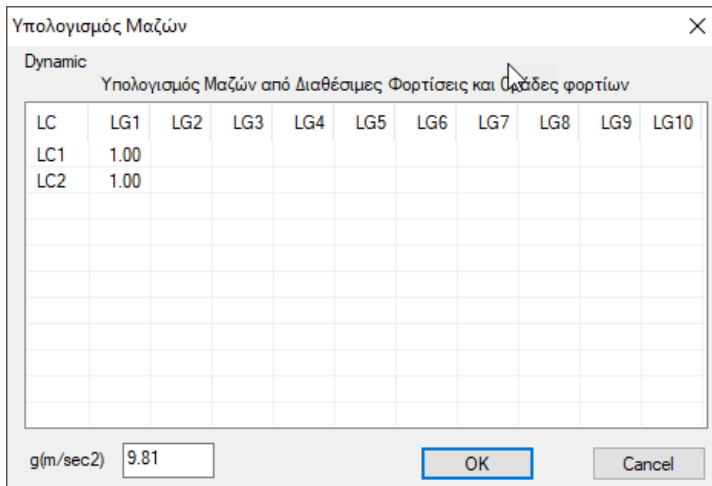 Υπολογισμός Μαζών
Dynamic
Υπολογισμός Μαζών από Διαθέσιμες Φορτίσεις και Ομάδες φορτίων
LC LG1 LG2 LG3 LG4 LG5 LG6 LG7 LG8 LG9 LG10
LC1 1.00
LC2 1.00
g(m/sec2) 9.81 OK Cancel